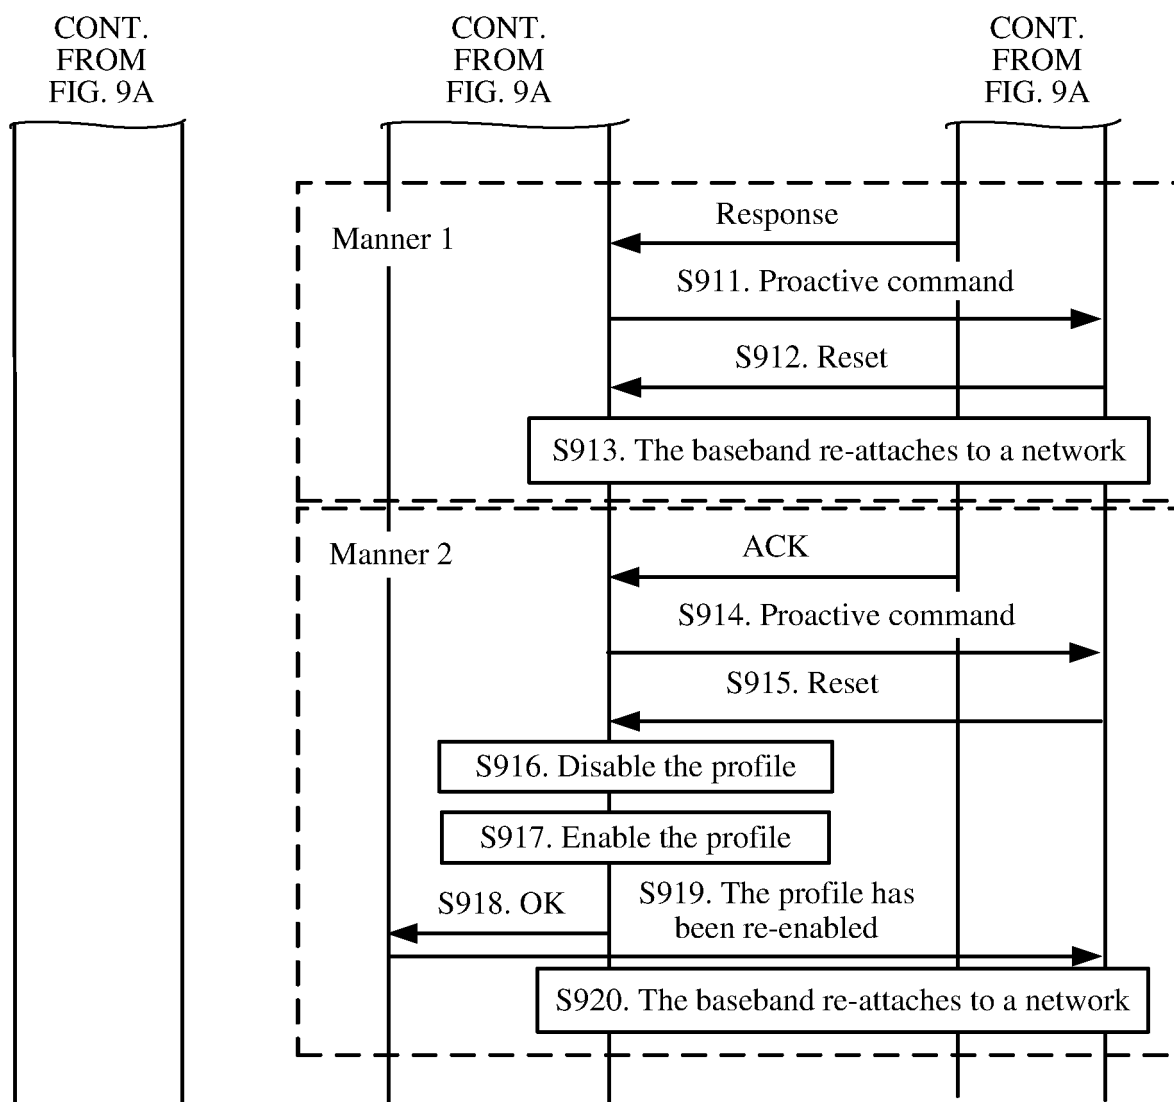 CONT.
FROM
FIG. 9A
CONT.
FROM
FIG. 9A
CONT.
FROM
FIG. 9A
Response
Manner 1
S911. Proactive command
S912. Reset
S913. The baseband re-attaches to a network
ACK
Manner 2
S914. Proactive command
S915. Reset
S916. Disable the profile
S917. Enable the profile
S918. OK
S919. The profile has
been re-enabled
S920. The baseband re-attaches to a network